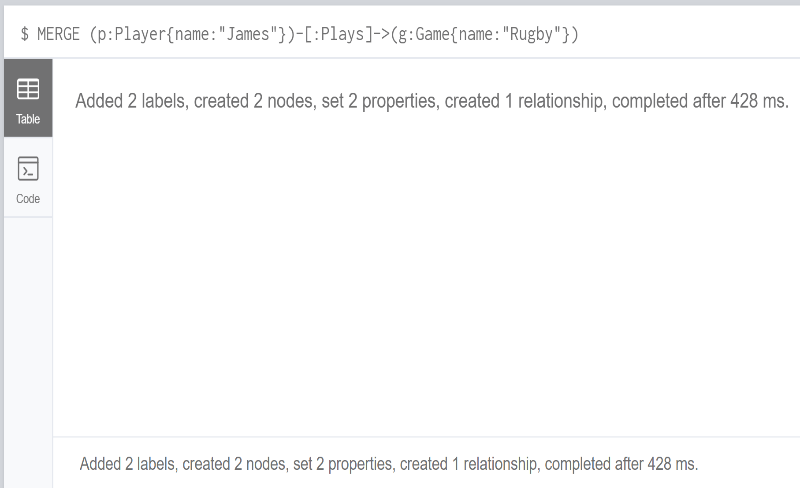 $ MERGE (p:Player{name:"James"})-[:Plays]->(g:Game{name:"Rugby"})
Table
Added 2 labels, created 2 nodes, set 2 properties, created 1 relationship, completed after 428 ms.
Code
Added 2 labels, created 2 nodes, set 2 properties, created 1 relationship, completed after 428 ms.